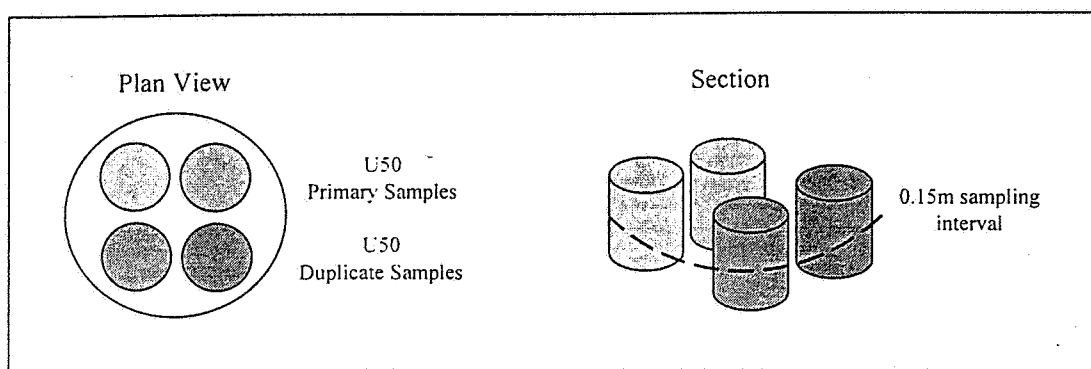 Plan View
U50
Primary Samples
U50
Duplicate Samples
Section
0.15m sampling
interval